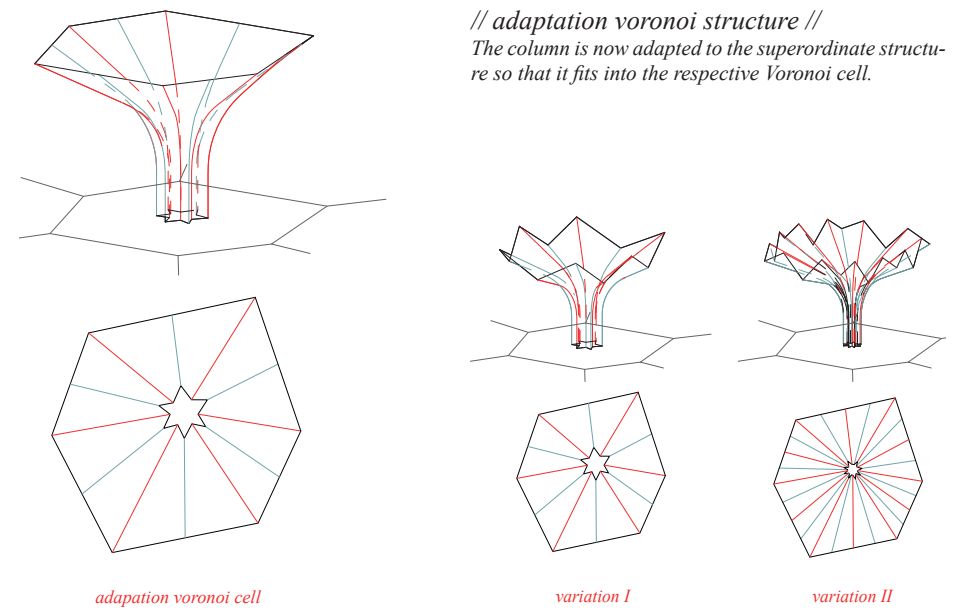 // adaptation voronoi structure //
The column is now adapted to the superordinate structu-
re so that it fits into the respective Voronoi cell.
adapation voronoi cell
variation I
variation II